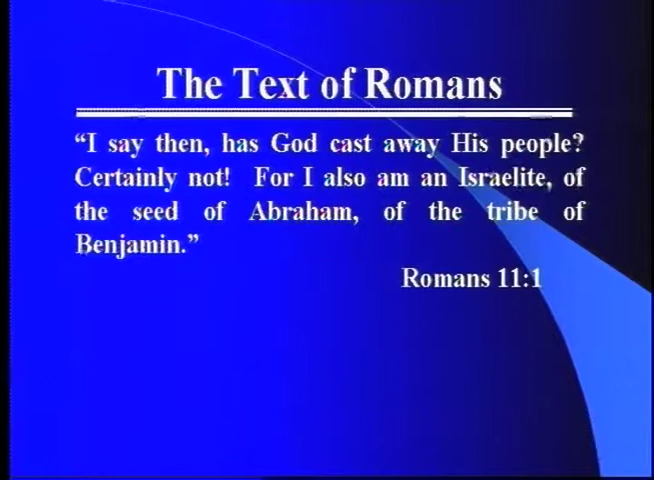 The Text of Romans
“I say then, has God cast away His people?
Certainly not! For I also am an Israelite, of
the seed of Abraham, of the tribe of
Benjamin.”
Romans 11:1